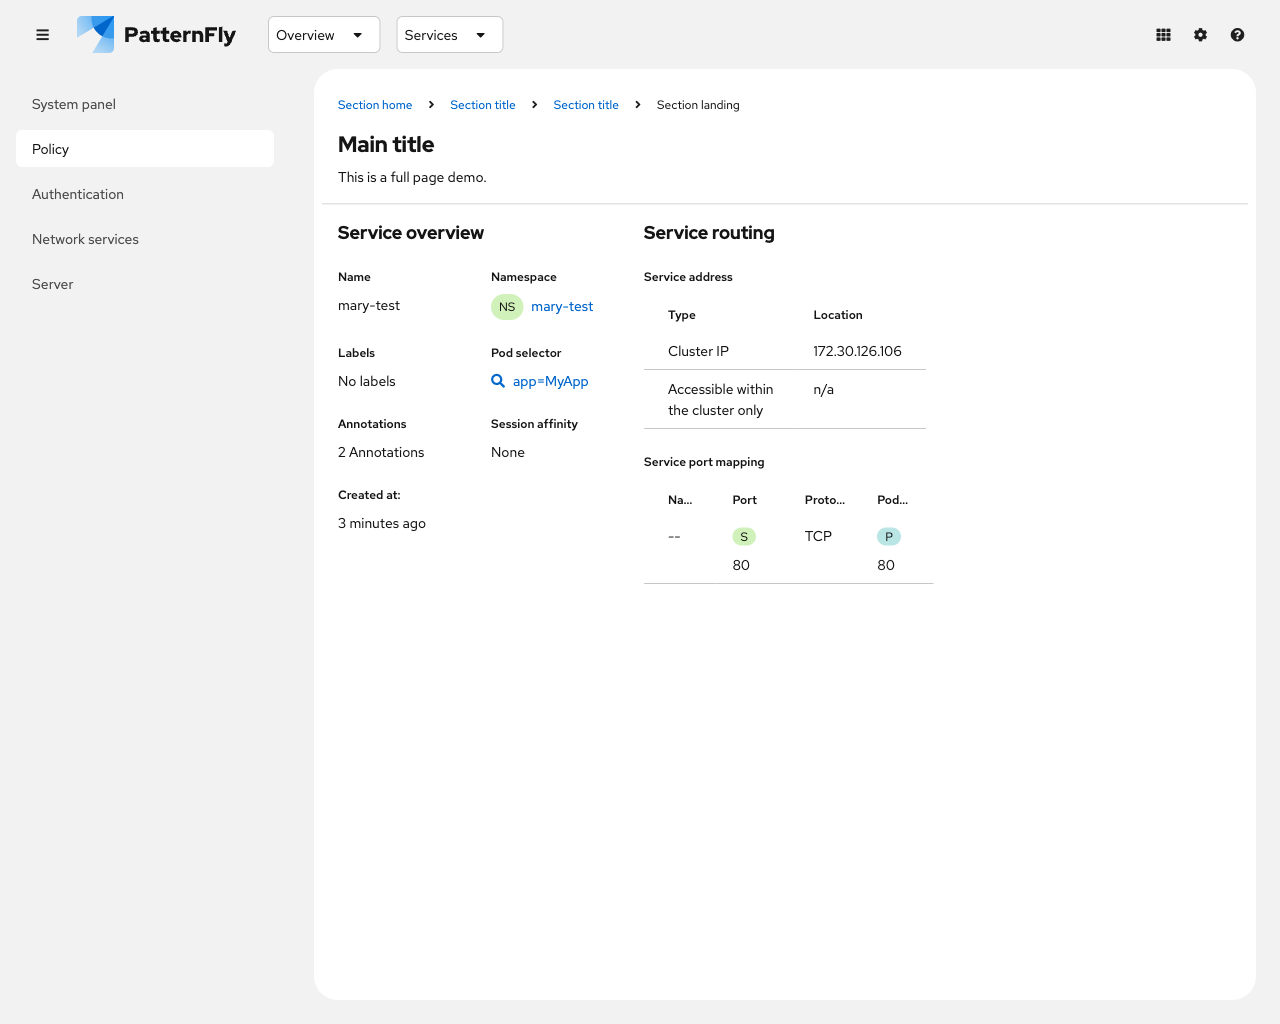 PatternFly
Overview
Services
System panel
Policy
Authentication
Network services
Server
Section home
Section title
Section title
Section landing
Main title
This is a full page demo.
Service overview
Name
mary-test
Namespace
NS mary-test
Labels
No labels
Pod selector
app=MyApp
Annotations
2 Annotations
Session affinity
None
Created at:
3 minutes ago
Service routing
Service address
Type Location
Cluster IP 172.30.126.106
Accessible within n/a
the cluster only
Service port mapping
Na... Port Proto... Pod...
-- S TCP P
80 80